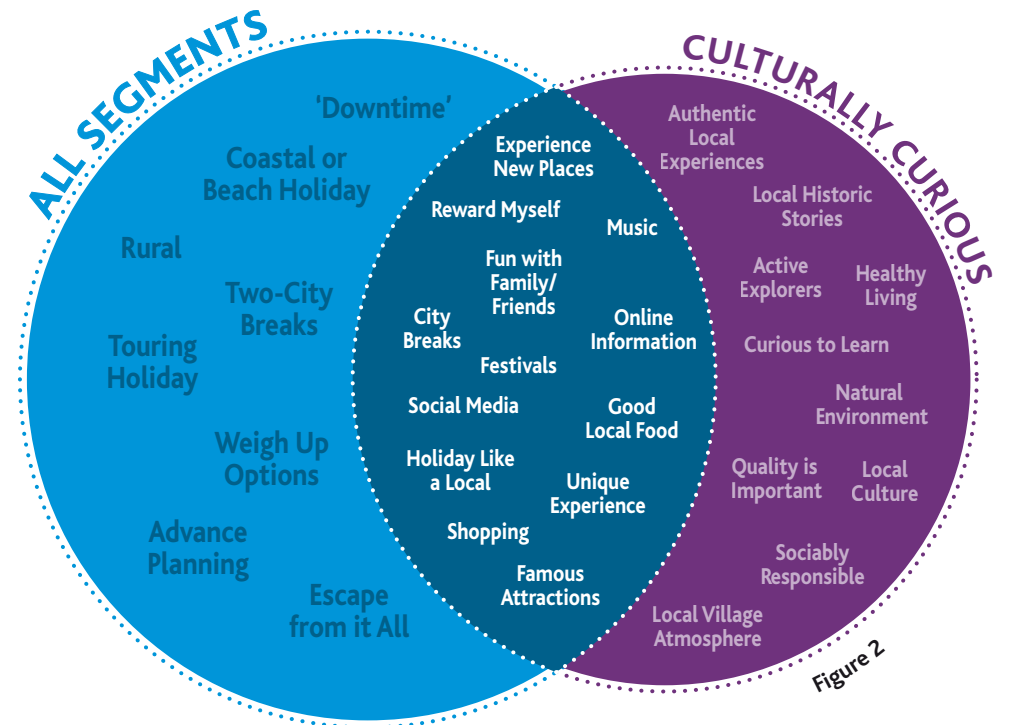 ALL SEGMENTS
'Downtime'
Coastal or
Beach Holiday
Rural
Two-City
Breaks
Touring
Holiday
Weigh Up
Options
Advance
Planning
Escape
from it All
Experience
New Places
Reward Myself
Music
Fun with
Family/
Friends
City
Breaks
Online
Information
Festivals
Social Media
Good
Local Food
Holiday Like
a Local
Unique
Experience
Shopping
Famous
Attractions
CULTURALLY CURIOUS
Authentic
Local
Experiences
Local Historic
Stories
Active
Explorers
Healthy
Living
Curious to Learn
Natural
Environment
Quality is
Important
Local
Culture
Sociably
Responsible
Local Village
Atmosphere
Figure 2